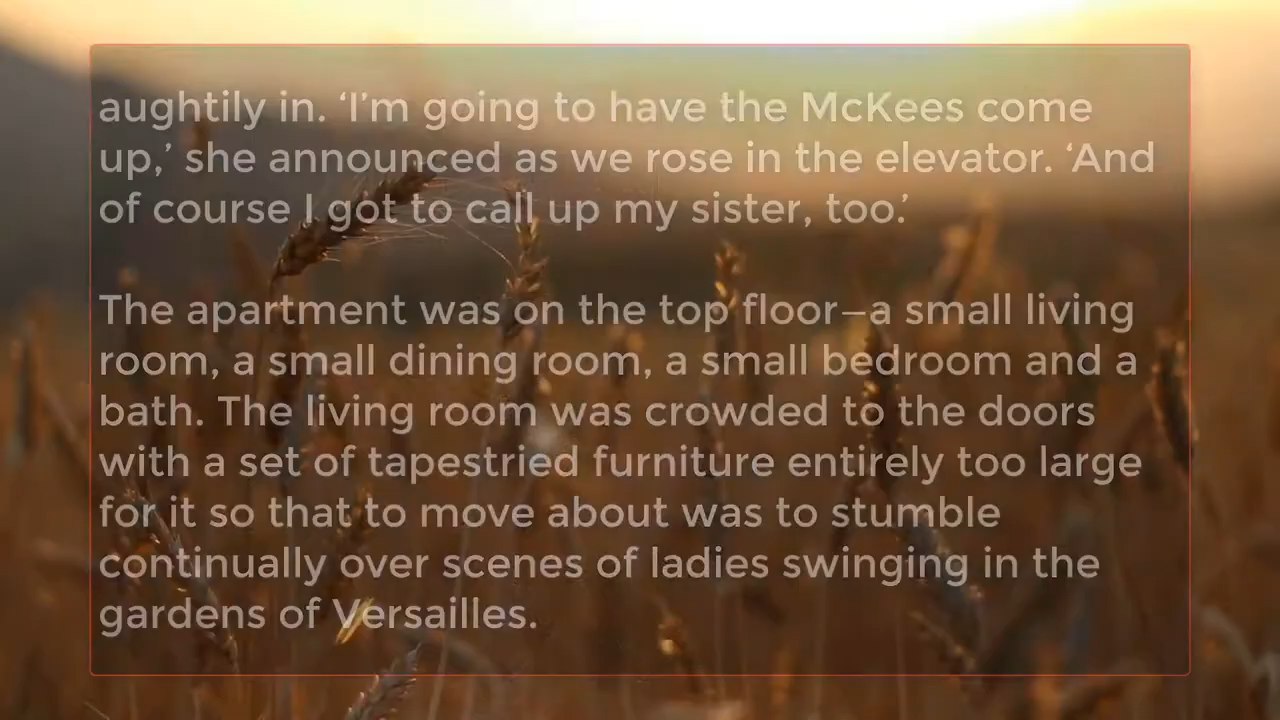 aughtily in. ‘I’m going to have the McKees come
up,’ she announced as we rose in the elevator. ‘And
of course I got to call up my sister, too.’
The apartment was on the top floor—a small living
room, a small dining room, a small bedroom and a
bath. The living room was crowded to the doors
with a set of tapestried furniture entirely too large
for it so that to move about was to stumble
continually over scenes of ladies swinging in the
gardens of Versailles.